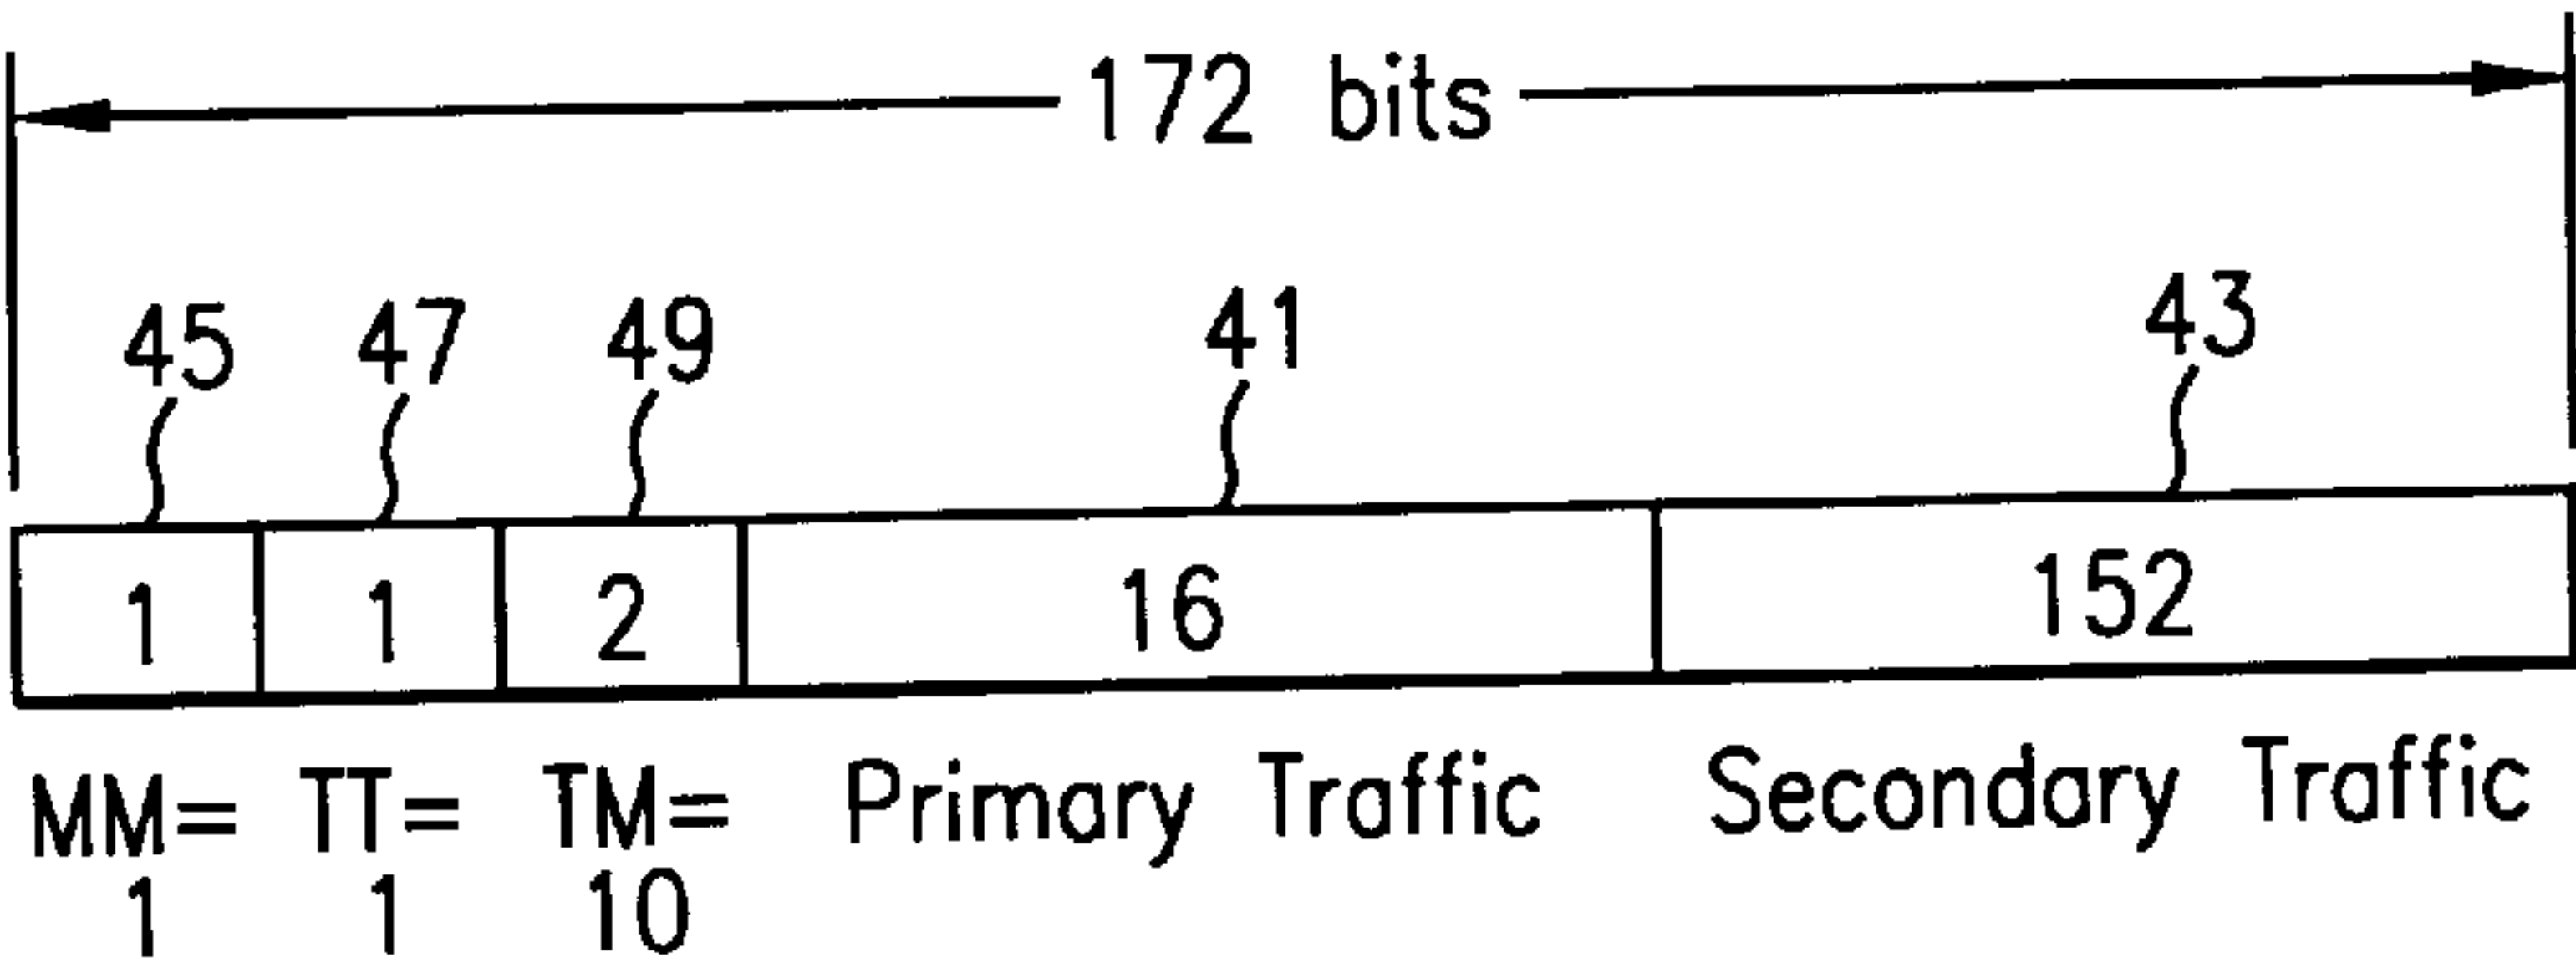 172 bits
45 47 49 41 43
1 1 2 16 152
MM= TT= TM= Primary Traffic Secondary Traffic
1 1 10